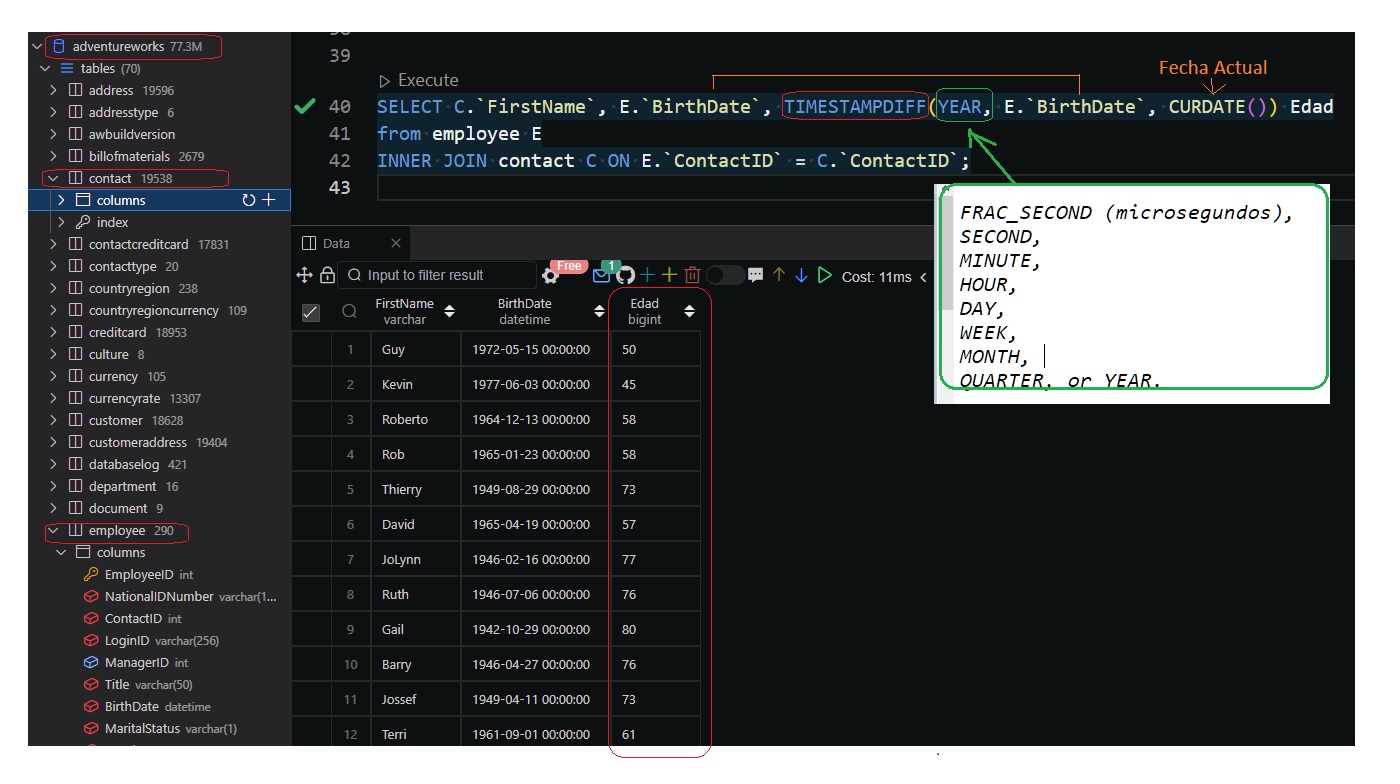 adventureworks 77.3M
tables (70)
address 19596
addresstype 6
awbuildversion
billofmaterials 2679
contact 19538
columns
index
contactcreditcard 17831
contacttype 20
countryregion 238
countryregioncurrency 109
creditcard 18953
culture 8
currency 105
currencyrate 13307
customer 18628
customeraddress 19404
databaselog 421
department 16
document 9
employee 290
columns
EmployeeID int
NationalIDNumber varchar(1...
ContactID int
LoginID varchar(256)
ManagerID int
Title varchar(50)
BirthDate datetime
MaritalStatus varchar(1)
39
Execute
Fecha Actual
40 SELECT C.`FirstName`, E.`BirthDate`, TIMESTAMPDIFF(YEAR, E.`BirthDate`, CURDATE()) Edad
41 from employee E
42 INNER JOIN contact C ON E.`ContactID` = C.`ContactID`;
43
FRAC_SECOND (microsegundos),
SECOND,
MINUTE,
HOUR,
DAY,
WEEK,
MONTH,
QUARTER, or YEAR.
Data
Input to filter result Free 1 Cost: 11ms
FirstName BirthDate Edad
varchar datetime bigint
1 Guy 1972-05-15 00:00:00 50
2 Kevin 1977-06-03 00:00:00 45
3 Roberto 1964-12-13 00:00:00 58
4 Rob 1965-01-23 00:00:00 58
5 Thierry 1949-08-29 00:00:00 73
6 David 1965-04-19 00:00:00 57
7 JoLynn 1946-02-16 00:00:00 77
8 Ruth 1946-07-06 00:00:00 76
9 Gail 1942-10-29 00:00:00 80
10 Barry 1946-04-27 00:00:00 76
11 Jossef 1949-04-11 00:00:00 73
12 Terri 1961-09-01 00:00:00 61